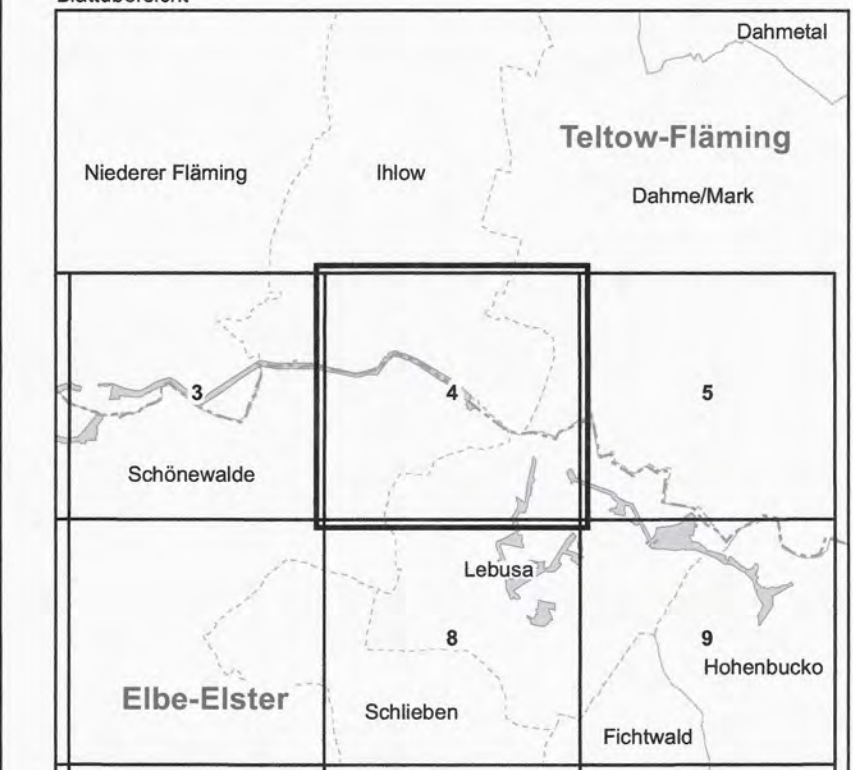 Blattübersicht
Dahmetal
Teltow-Fläming
Niederer Fläming
Ihlow
Dahme/Mark
3
4
5
Schönewalde
Lebusa
8
9
Hohenbucko
Elbe-Elster
Schlieben
Fichtwald